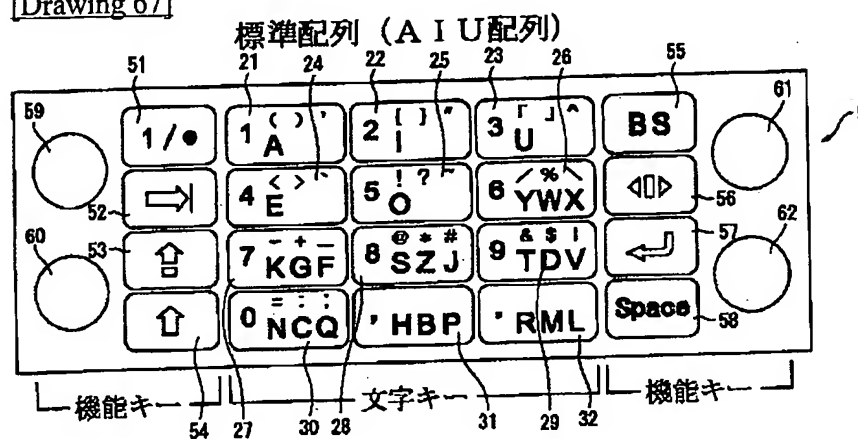 [Drawing 67]
標準配列（AIU配列）
51 21 24 22 25 23 26 55
59 61
1/● 1 ( ) ' A 2 [ ] " I 3 「 」 ^ U BS
52 4 < > ` E 5 ! ? ~ O 6 / % \ YWX 56
60 53 7 - + _ KGF 8 @ * # SZJ 9 & $ | TDV 57 62
0 = : ; NCQ , HBP . RML Space 58
機能キー 文字キー 機能キー
54 27 30 28 31 29 32